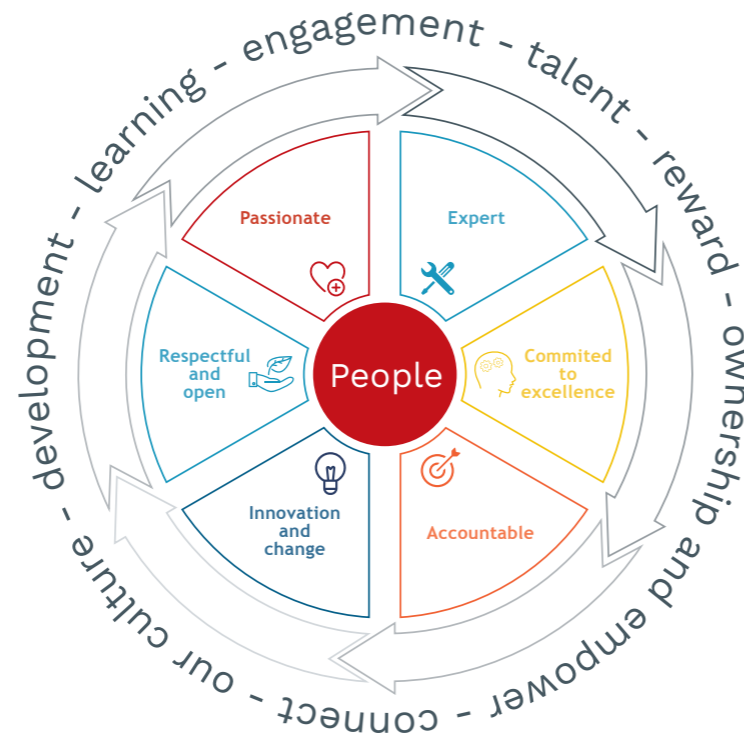 development - learning - engagement - talent - reward - ownership and empower - connect - our culture -
Passionate
Expert
Respectful
and
open
People
Commited
to
excellence
Innovation
and
change
Accountable